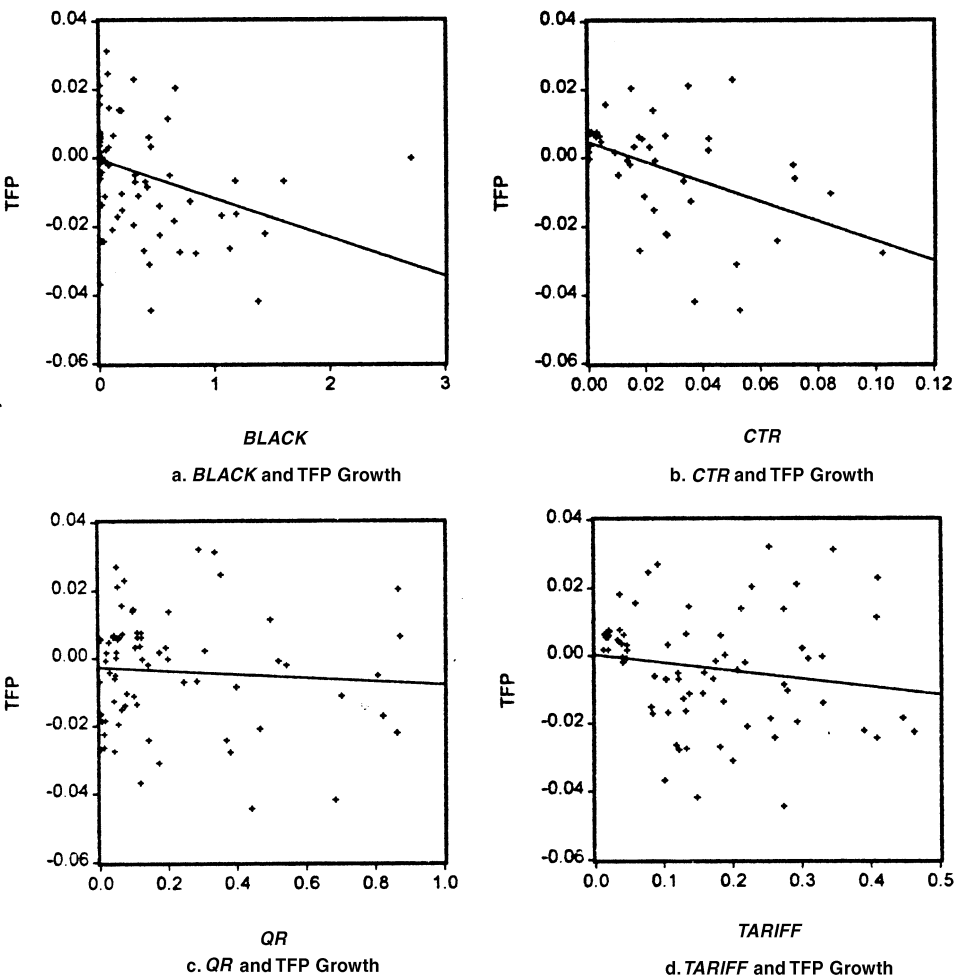 0.04
0.02
0.00
-0.02
-0.04
-0.06
TFP
0 1 2 3
BLACK
a. BLACK and TFP Growth
0.04
0.02
0.00
-0.02
-0.04
-0.06
TFP
0.00 0.02 0.04 0.06 0.08 0.10 0.12
CTR
b. CTR and TFP Growth
0.04
0.02
0.00
-0.02
-0.04
-0.06
TFP
0.0 0.2 0.4 0.6 0.8 1.0
QR
c. QR and TFP Growth
0.04
0.02
0.00
-0.02
-0.04
-0.06
TFP
0.0 0.1 0.2 0.3 0.4 0.5
TARIFF
d. TARIFF and TFP Growth